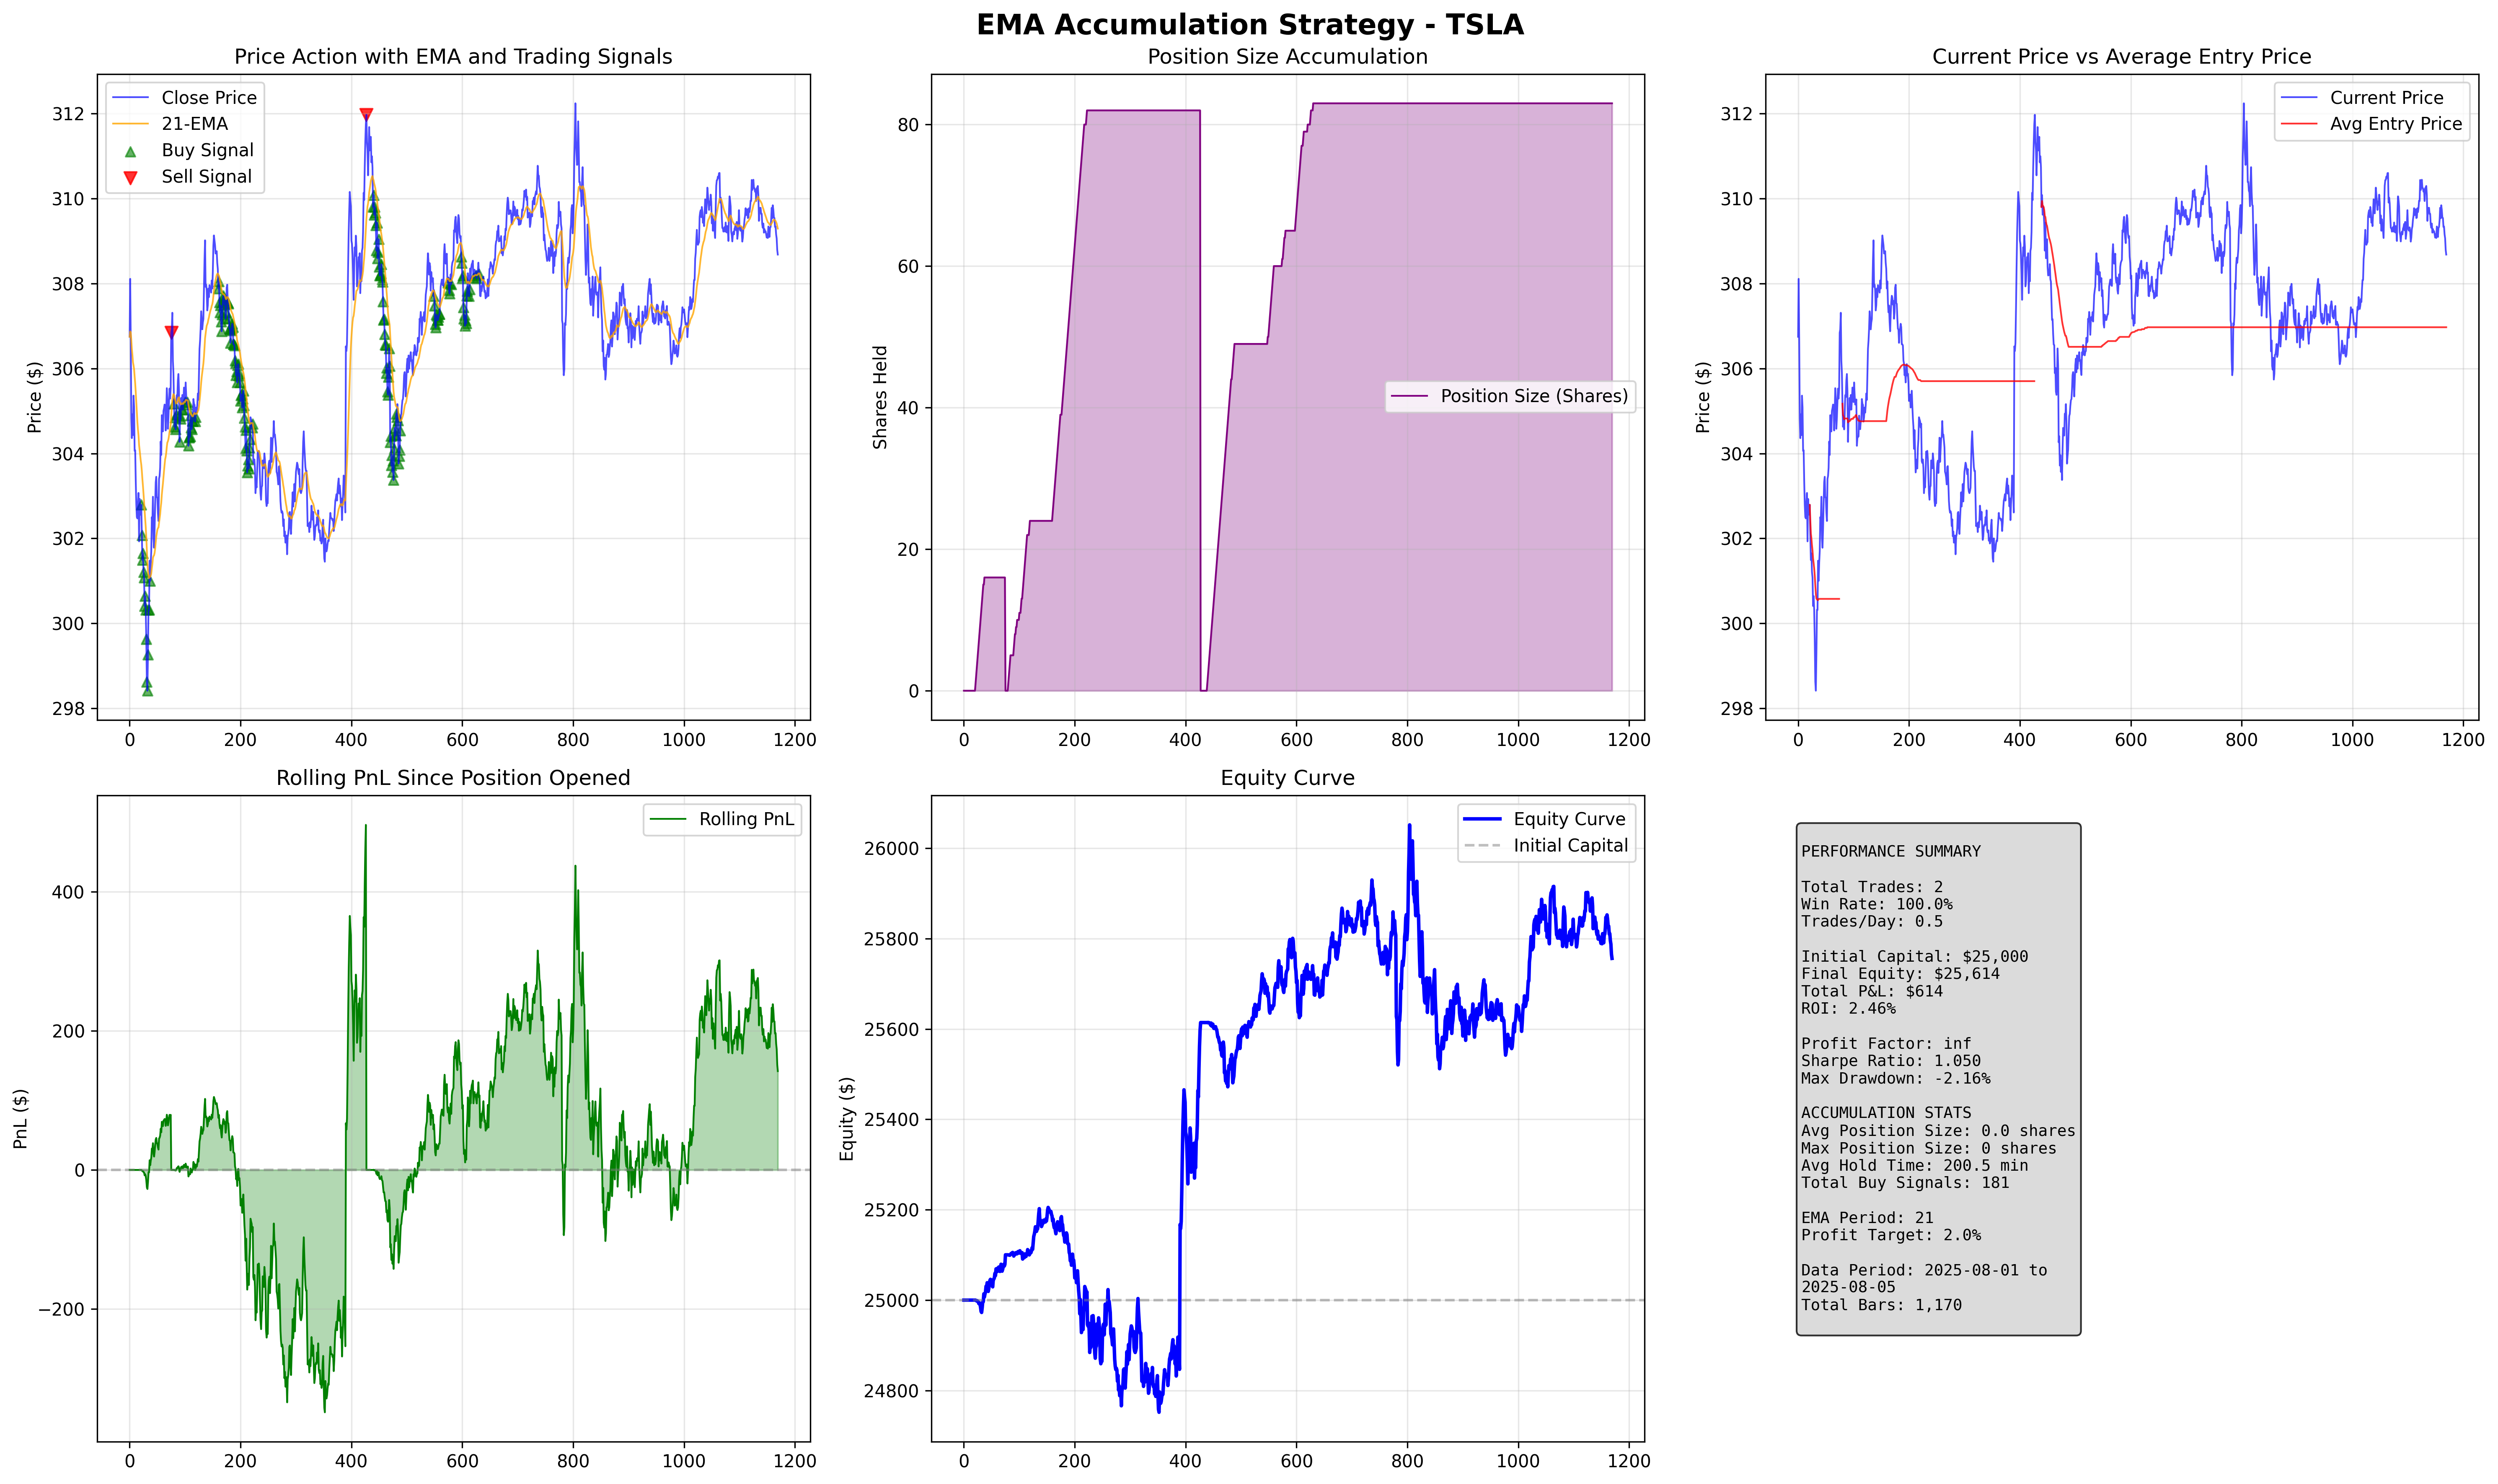 EMA Accumulation Strategy - TSLA
Price Action with EMA and Trading Signals
Close Price
21-EMA
Buy Signal
Sell Signal
Price ($)
312
310
308
306
304
302
300
298
0 200 400 600 800 1000 1200
Position Size Accumulation
Position Size (Shares)
Shares Held
80
60
40
20
0
0 200 400 600 800 1000 1200
Current Price vs Average Entry Price
Current Price
Avg Entry Price
Price ($)
312
310
308
306
304
302
300
298
0 200 400 600 800 1000 1200
Rolling PnL Since Position Opened
Rolling PnL
PnL ($)
400
200
0
−200
0 200 400 600 800 1000 1200
Equity Curve
Equity Curve
Initial Capital
Equity ($)
26000
25800
25600
25400
25200
25000
24800
0 200 400 600 800 1000 1200
PERFORMANCE SUMMARY
Total Trades: 2
Win Rate: 100.0%
Trades/Day: 0.5
Initial Capital: $25,000
Final Equity: $25,614
Total P&L: $614
ROI: 2.46%
Profit Factor: inf
Sharpe Ratio: 1.050
Max Drawdown: -2.16%
ACCUMULATION STATS
Avg Position Size: 0.0 shares
Max Position Size: 0 shares
Avg Hold Time: 200.5 min
Total Buy Signals: 181
EMA Period: 21
Profit Target: 2.0%
Data Period: 2025-08-01 to
2025-08-05
Total Bars: 1,170